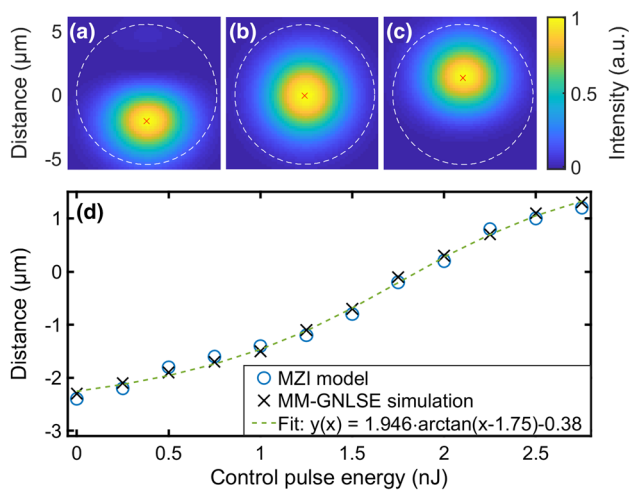 (a) (b) (c)
Distance (μm)
5
0
-5
1
0.5
0
Intensity (a.u.)
(d)
Distance (μm)
1
0
-1
-2
-3
MZI model
MM-GNLSE simulation
Fit: y(x) = 1.946·arctan(x-1.75)-0.38
0 0.5 1 1.5 2 2.5
Control pulse energy (nJ)